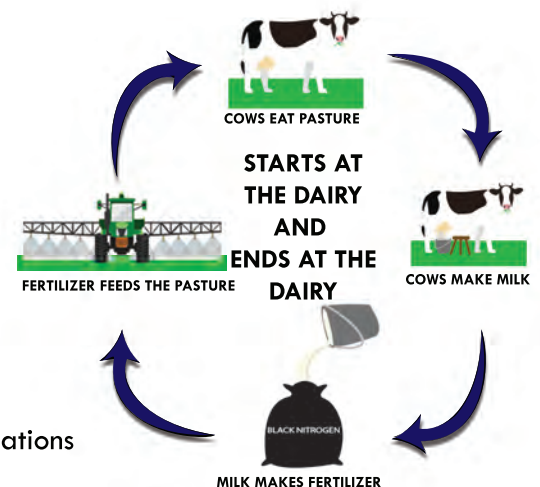 COWS EAT PASTURE
STARTS AT
THE DAIRY
AND
ENDS AT THE
DAIRY
COWS MAKE MILK
FERTILIZER FEEDS THE PASTURE
BLACK NITROGEN
ations
MILK MAKES FERTILIZER